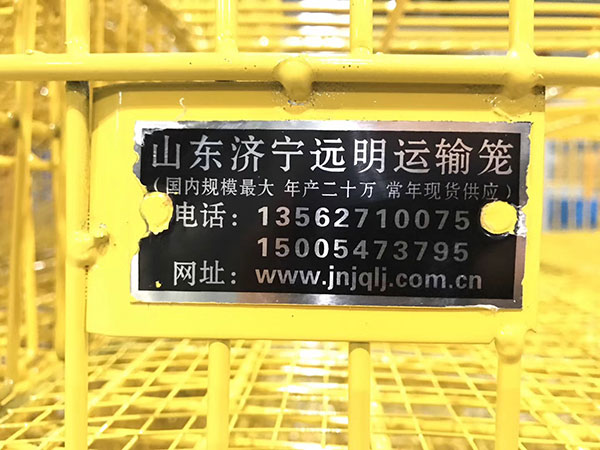 山东济宁远明运输笼
（国内规模最大 年产二十万 常年现货供应）
电话：13562710075
15005473795
网址：www.jnjqlj.com.cn